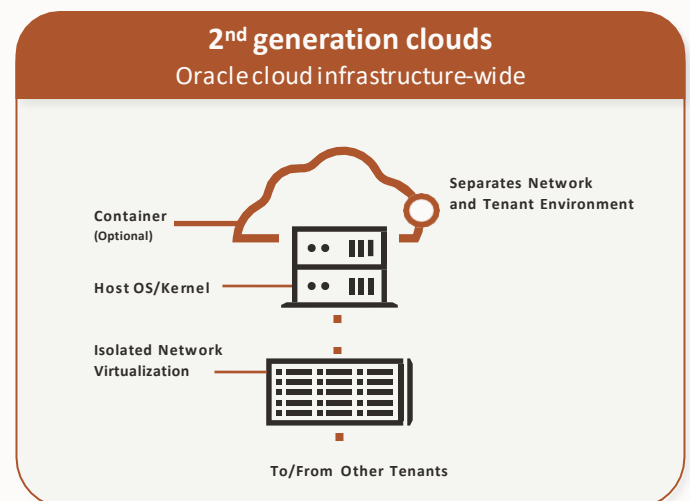 2nd generation clouds
Oracle cloud infrastructure-wide
Separates Network
and Tenant Environment
Container
(Optional)
Host OS/Kernel
Isolated Network
Virtualization
To/From Other Tenants